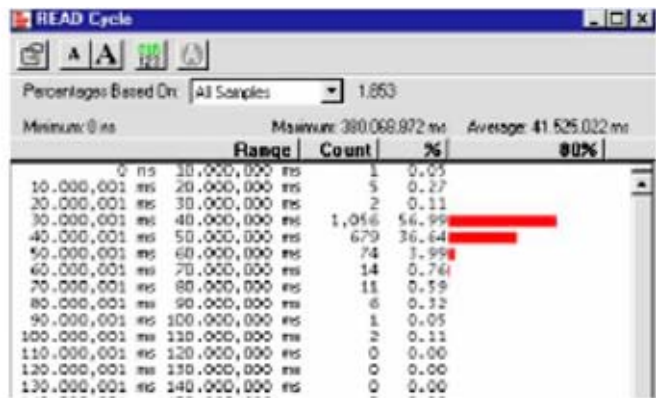 READ Cycle
A A
Percentages Based On: All Samples 1,853
Minimum: 0 ns Maximum: 380.068,972 ms Average: 41.525,022 ms
Range Count % 80%
0 ns 10.000,000 ms 1 0.05
10.000,001 ms 20.000,000 ms 5 0.27
20.000,001 ms 30.000,000 ms 2 0.11
30.000,001 ms 40.000,000 ms 1,056 56.99
40.000,001 ms 50.000,000 ms 679 36.64
50.000,001 ms 60.000,000 ms 74 3.99
60.000,001 ms 70.000,000 ms 14 0.76
70.000,001 ms 80.000,000 ms 11 0.59
80.000,001 ms 90.000,000 ms 6 0.32
90.000,001 ms 100.000,000 ms 1 0.05
100.000,001 ms 110.000,000 ms 2 0.11
110.000,001 ms 120.000,000 ms 0 0.00
120.000,001 ms 130.000,000 ms 0 0.00
130.000,001 ms 140.000,000 ms 0 0.00